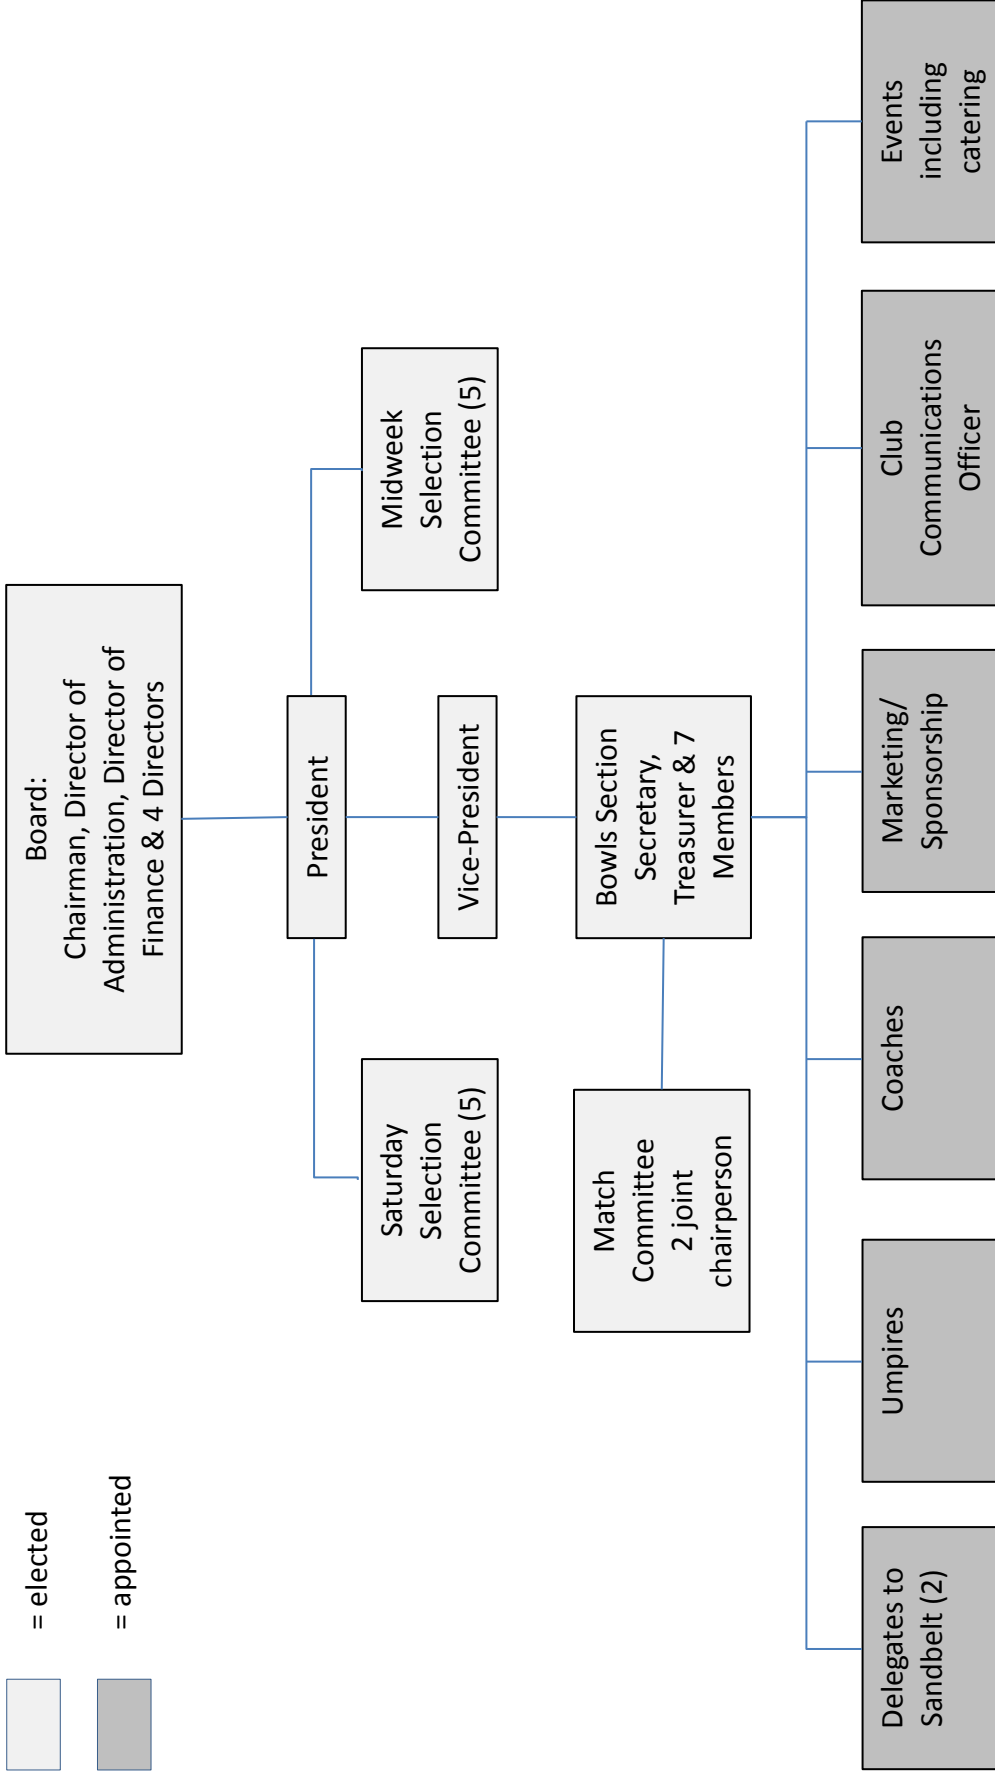 = elected
= appointed
Board:
Chairman, Director of
Administration, Director of
Finance & 4 Directors
President
Saturday
Selection
Committee (5)
Midweek
Selection
Committee (5)
Vice-President
Match
Committee
2 joint
chairperson
Bowls Section
Secretary,
Treasurer & 7
Members
Delegates to
Sandbelt (2)
Umpires
Coaches
Marketing/
Sponsorship
Club
Communications
Officer
Events
including
catering